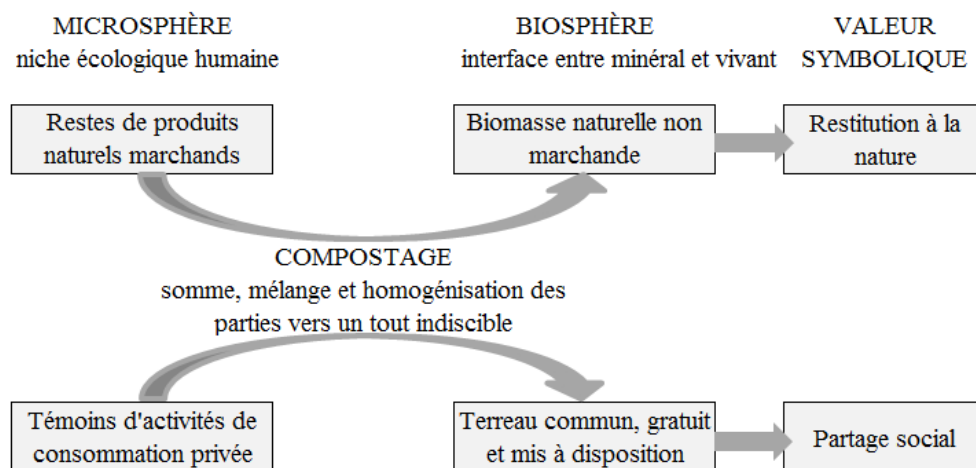 MICROSPHÈRE
niche écologique humaine
BIOSPHÈRE
interface entre minéral et vivant
VALEUR
SYMBOLIQUE
Restes de produits
naturels marchands
Biomasse naturelle non
marchande
Restitution à la
nature
COMPOSTAGE
somme, mélange et homogénisation des
parties vers un tout indiscible
Témoins d'activités de
consommation privée
Terreau commun, gratuit
et mis à disposition
Partage social